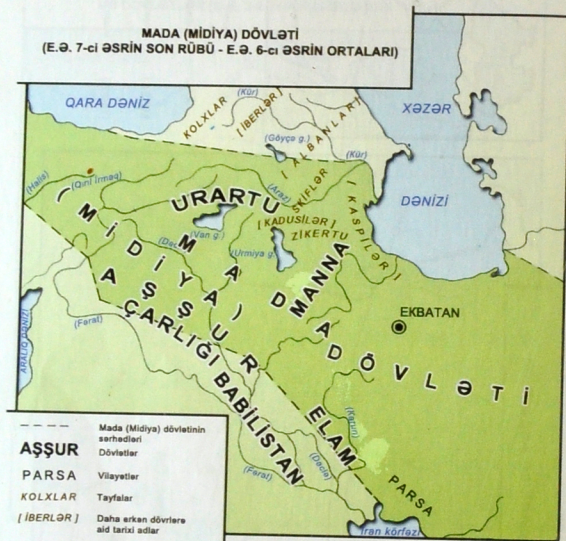 MADA (MİDİYA) DÖVLƏTİ
(E.Ə. 7-ci ƏSRİN SON RÜBÜ - E.Ə. 6-cı ƏSRİN ORTALARI)
QARA DƏNİZ
KOLXLAR
(Kür)
[İBERLƏR]
XƏZƏR
DƏNİZİ
(Göyçə g.)
[ALBANLAR]
(Kür)
(Halis)
(Qızıl irmaq)
(Araz)
SKİFLƏR
[KASPİLƏR]
URARTU
[KADUSİLƏR]
ZİKERTU
(Van g.)
(Urmiya g.)
MANNA
(MİDİYA)
MADA DÖVLƏTİ
AŞŞUR
ÇARLIĞI
BABİLİSTAN
EKBATAN
ARALIQ DƏNİZİ
(Fərat)
ELAM
(Karun)
(Dəclə)
(Fərat)
PARSA
İran körfəzi
Mada (Midiya) dövlətinin
sərhədləri
AŞŞUR Dövlətlər
PARSA Vilayətlər
KOLXLAR Tayfalar
[İBERLƏR] Daha erkən dövrlərə
aid tarixi adlar